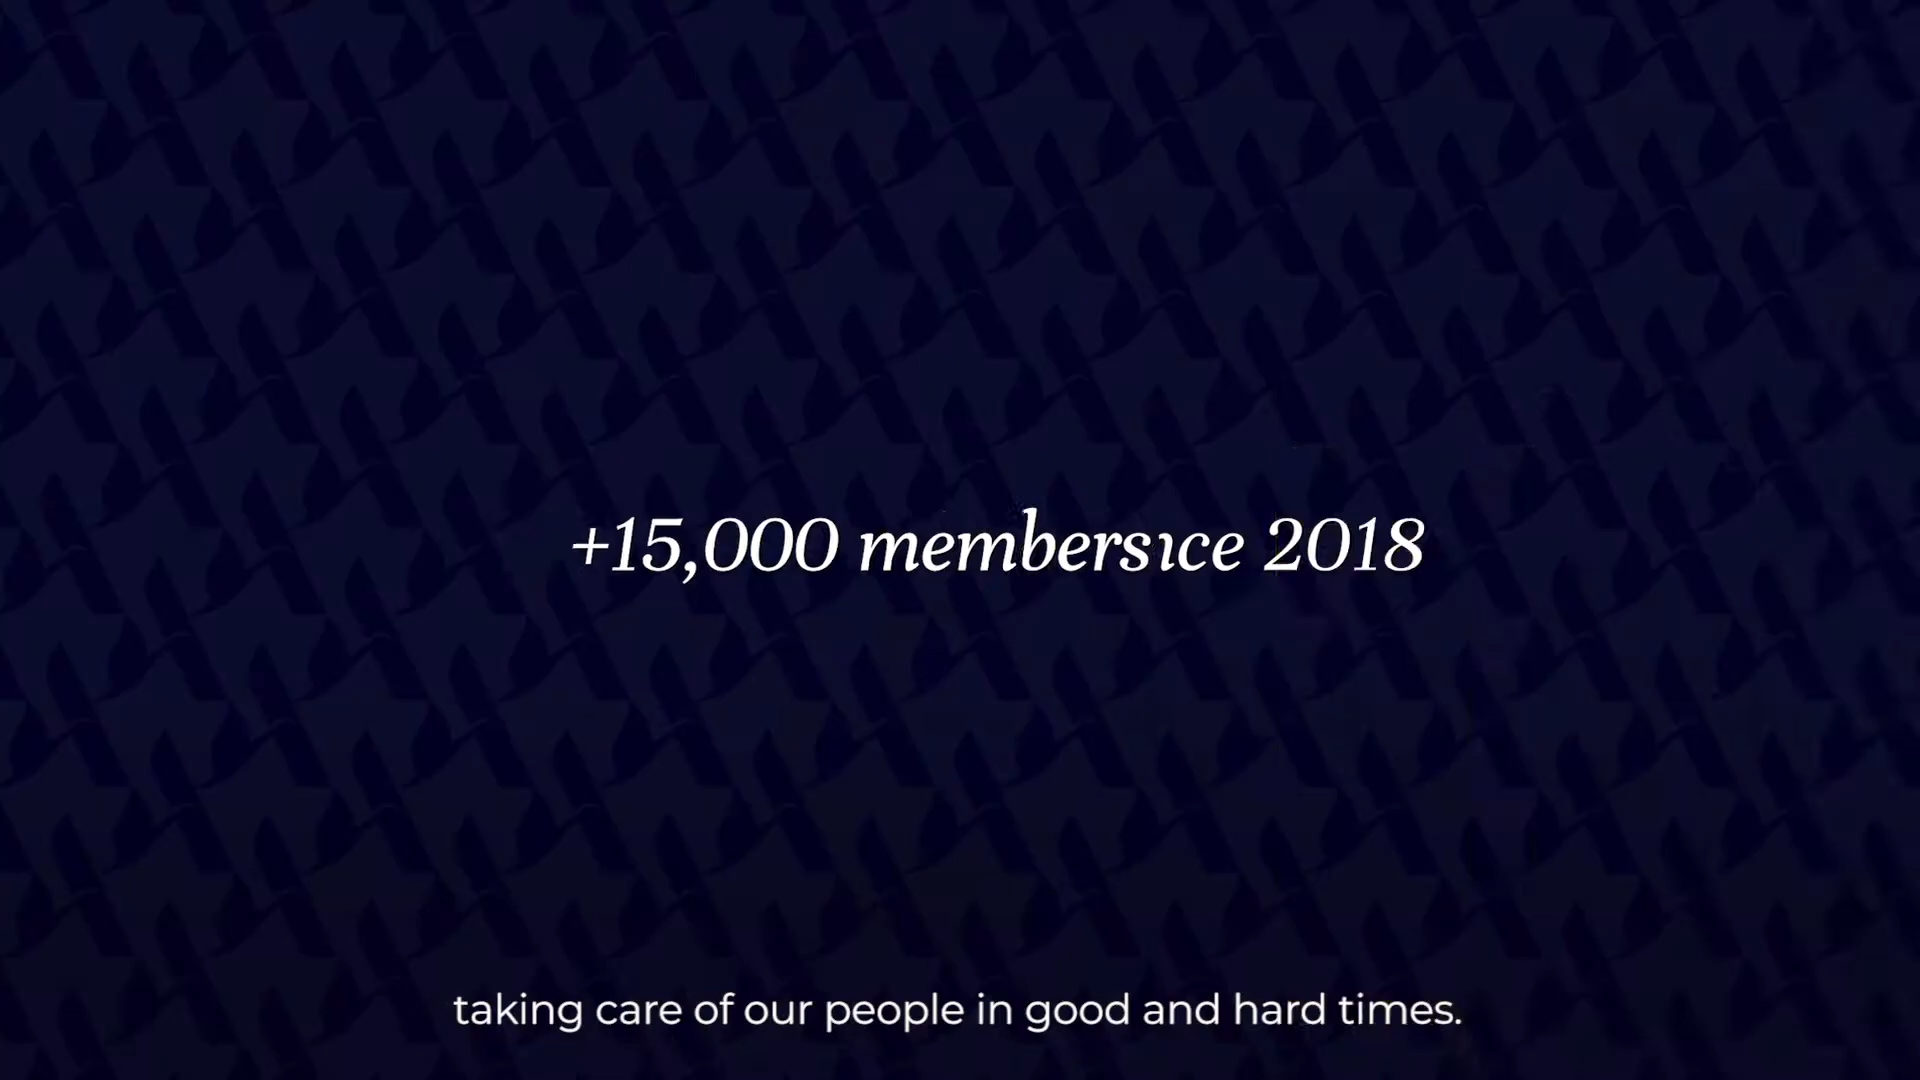 +15,000 membersıce 2018
taking care of our people in good and hard times.